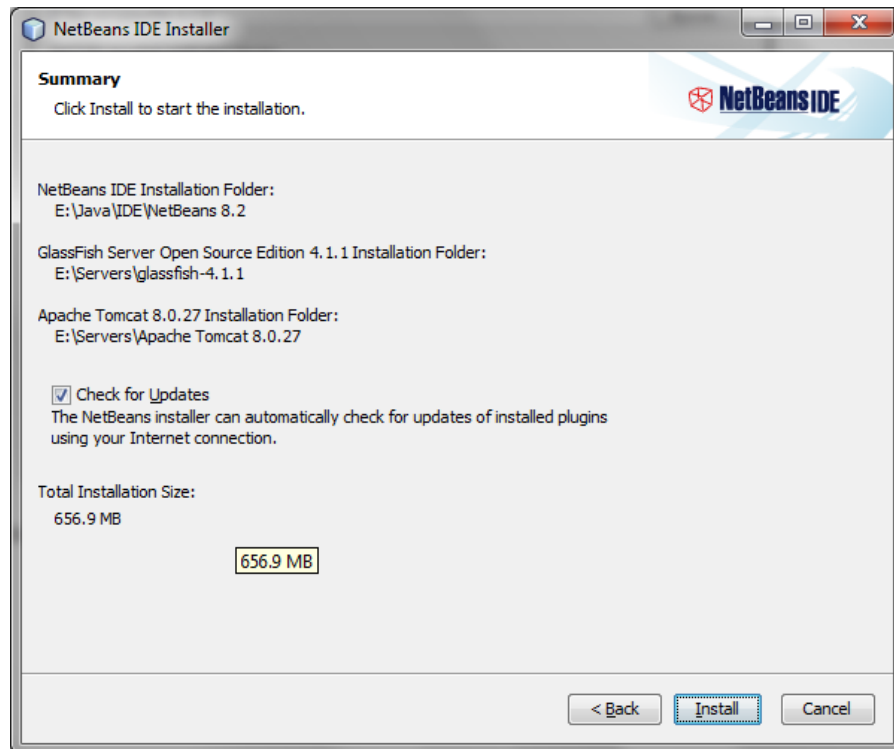 NetBeans IDE Installer
Summary
Click Install to start the installation.
NetBeans IDE
NetBeans IDE Installation Folder:
E:\Java\IDE\NetBeans 8.2
GlassFish Server Open Source Edition 4.1.1 Installation Folder:
E:\Servers\glassfish-4.1.1
Apache Tomcat 8.0.27 Installation Folder:
E:\Servers\Apache Tomcat 8.0.27
Check for Updates
The NetBeans installer can automatically check for updates of installed plugins
using your Internet connection.
Total Installation Size:
656.9 MB
656.9 MB
< Back Install Cancel